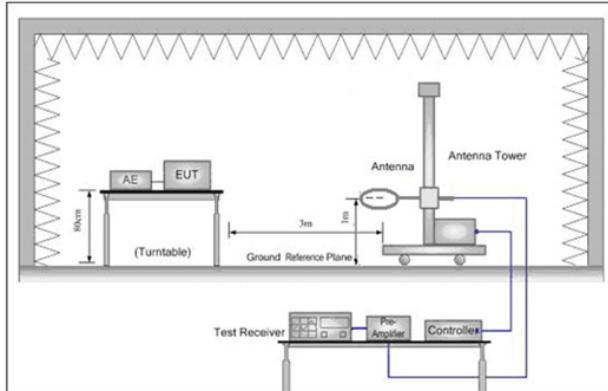 Antenna
Antenna Tower
AE
EUT
80cm
3m
1m
(Turntable)
Ground Reference Plane
Test Receiver
Pre-
Amplifier
Controller